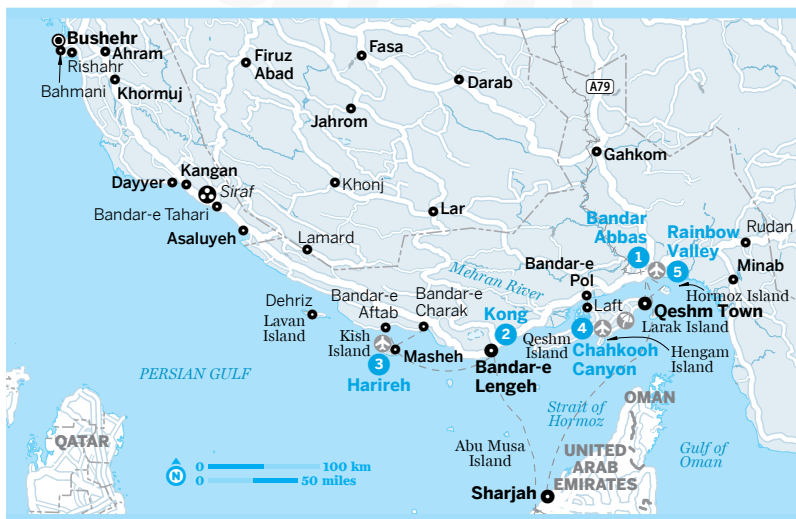 Bushehr
Rishahr
Ahram
Bahmani
Khormuj
Firuz
Abad
Fasa
Darab
Jahrom
A79
Gahkom
Kangan
Dayyer
Siraf
Bandar-e Tahari
Asaluyeh
Khonj
Lar
Lamard
Bandar
Abbas
1
Rainbow
Valley
5
Rudan
Minab
Mehran River
Bandar-e
Pol
Laft
Hormoz Island
Qeshm Town
Larak Island
Dehriz
Lavan
Island
Bandar-e
Aftab
Bandar-e
Charak
Kong
2
Qeshm
Island
4
Chahkooh
Canyon
Hengam
Island
Kish
Island
3
Masheh
Harireh
Bandar-e
Lengeh
PERSIAN GULF
Strait of
Hormoz
OMAN
QATAR
Abu Musa
Island
UNITED
ARAB
EMIRATES
Gulf of
Oman
Sharjah
N
0 100 km
0 50 miles